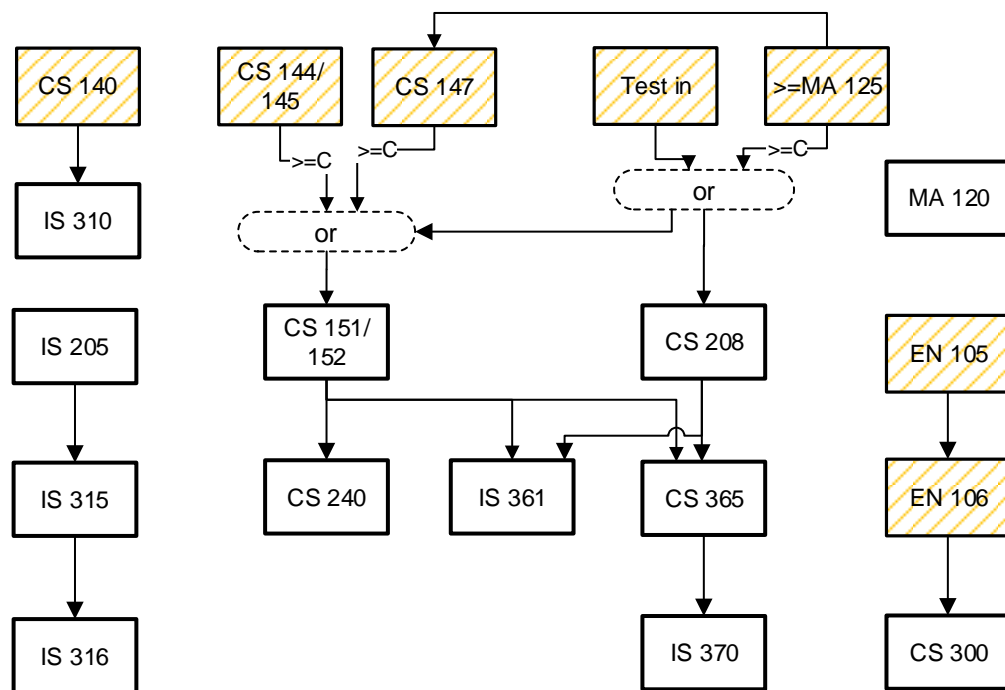 CS 140
CS 144/
145
CS 147
Test in
>=MA 125
>=C
>=C
>=C
or
MA 120
IS 310
or
IS 205
CS 151/
152
CS 208
EN 105
IS 315
CS 240
IS 361
CS 365
EN 106
IS 316
IS 370
CS 300